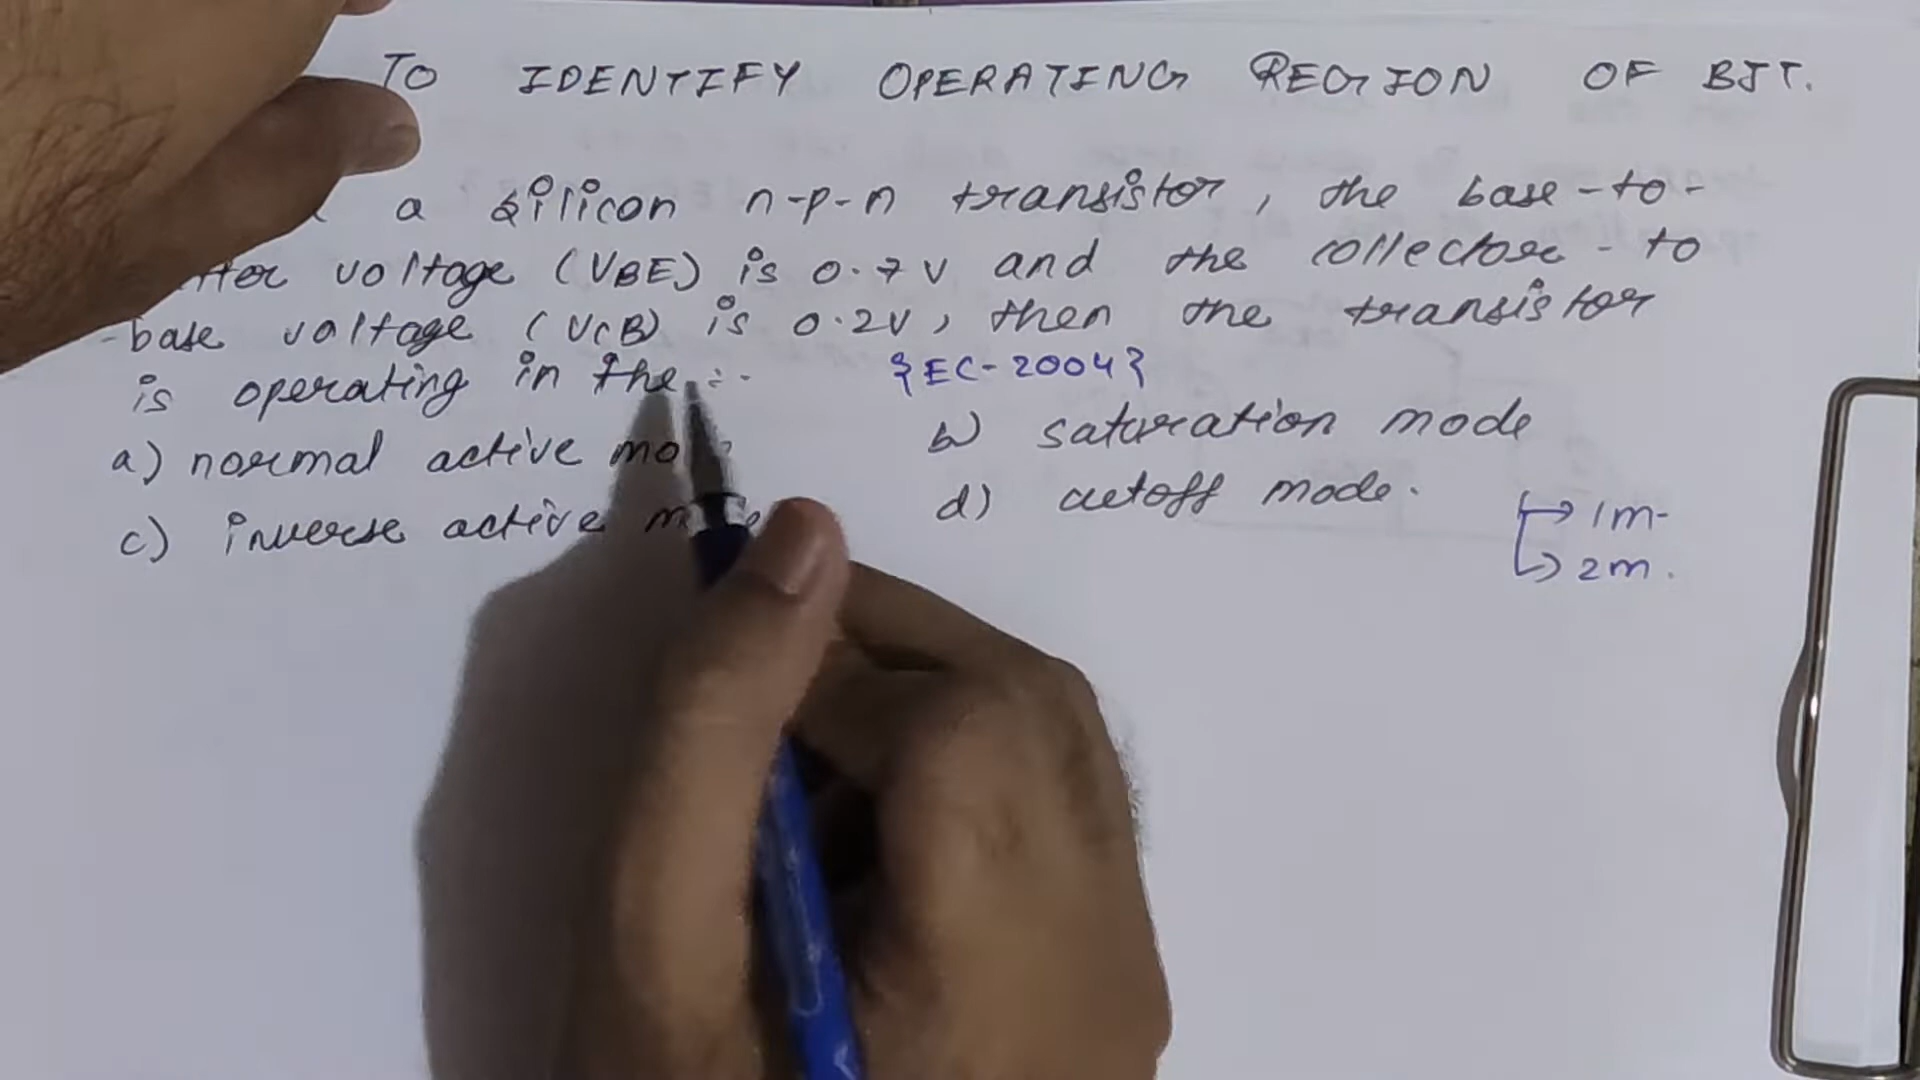 TO IDENTIFY OPERATING REGION OF BJT.
a silicon n-p-n transistor, the base-to-
voltage (VBE) is 0.7V and the collector-to
-base voltage (VCB) is 0.2V, then the transistor
is operating in the :-
{EC-2004}
a) normal active
b) saturation mode
c) inverse active
d) cutoff mode.
→ 1m-
→ 2m.